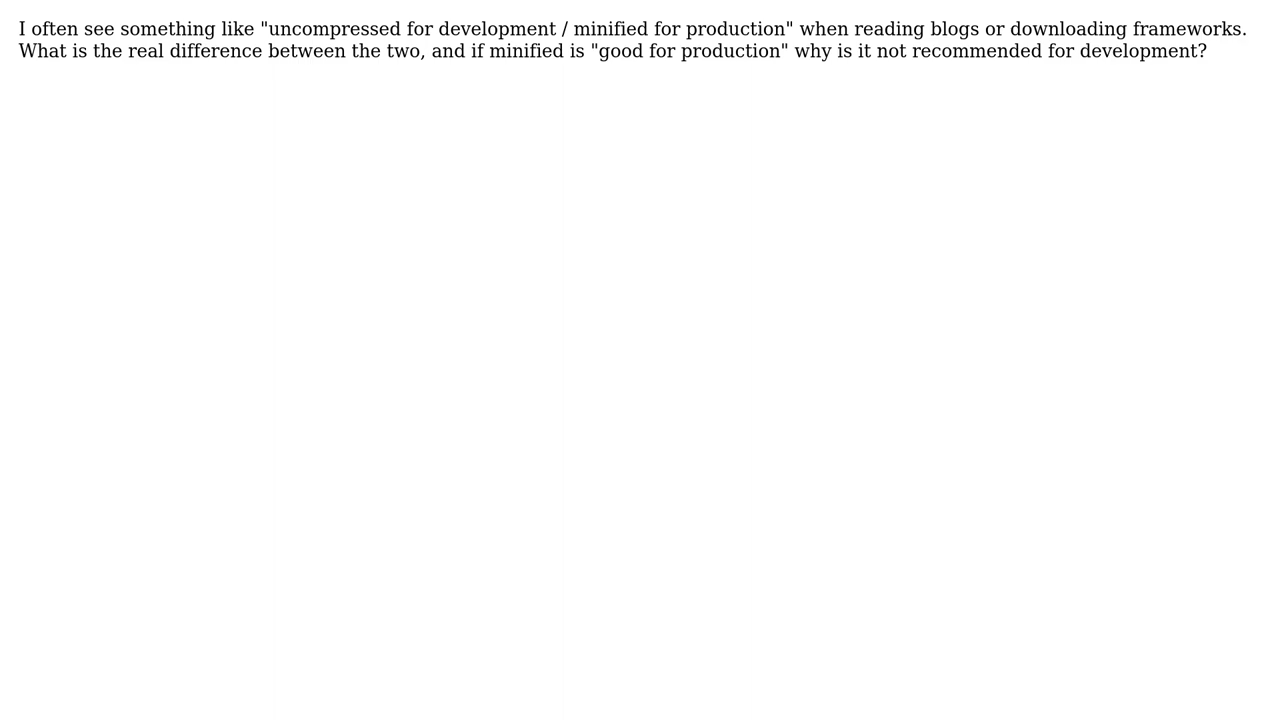 I often see something like "uncompressed for development / minified for production" when reading blogs or downloading frameworks.
What is the real difference between the two, and if minified is "good for production" why is it not recommended for development?